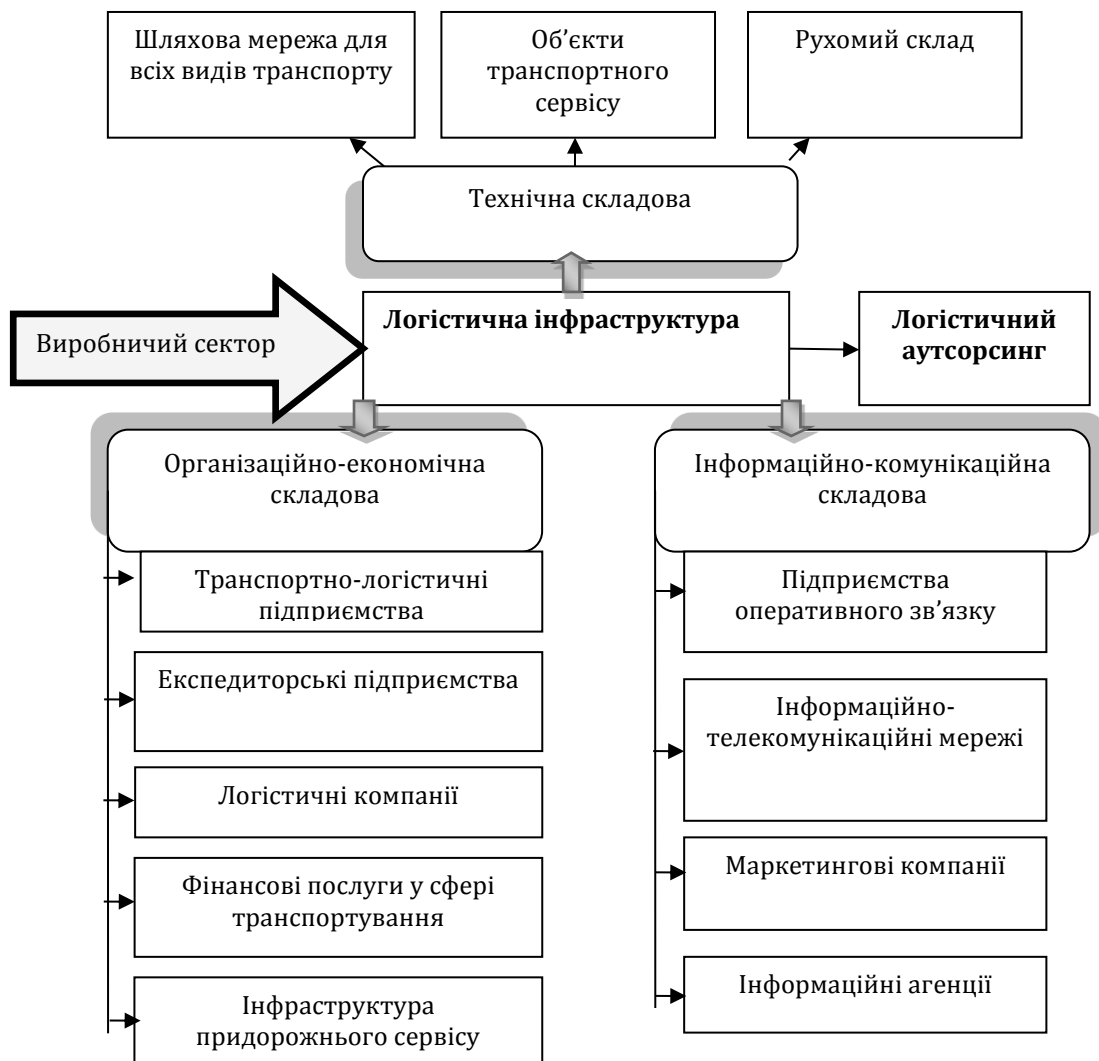 Шляхова мережа для
всіх видів транспорту
Об’єкти
транспортного
сервісу
Рухомий склад
Технічна складова
Виробничий сектор
Логістична інфраструктура
Логістичний
аутсорсинг
Організаційно-економічна
складова
Транспортно-логістичні
підприємства
Експедиторські підприємства
Логістичні компанії
Фінансові послуги у сфері
транспортування
Інфраструктура
придорожнього сервісу
Інформаційно-комунікаційна
складова
Підприємства
оперативного зв’язку
Інформаційно-
телекомунікаційні мережі
Маркетингові компанії
Інформаційні агенції